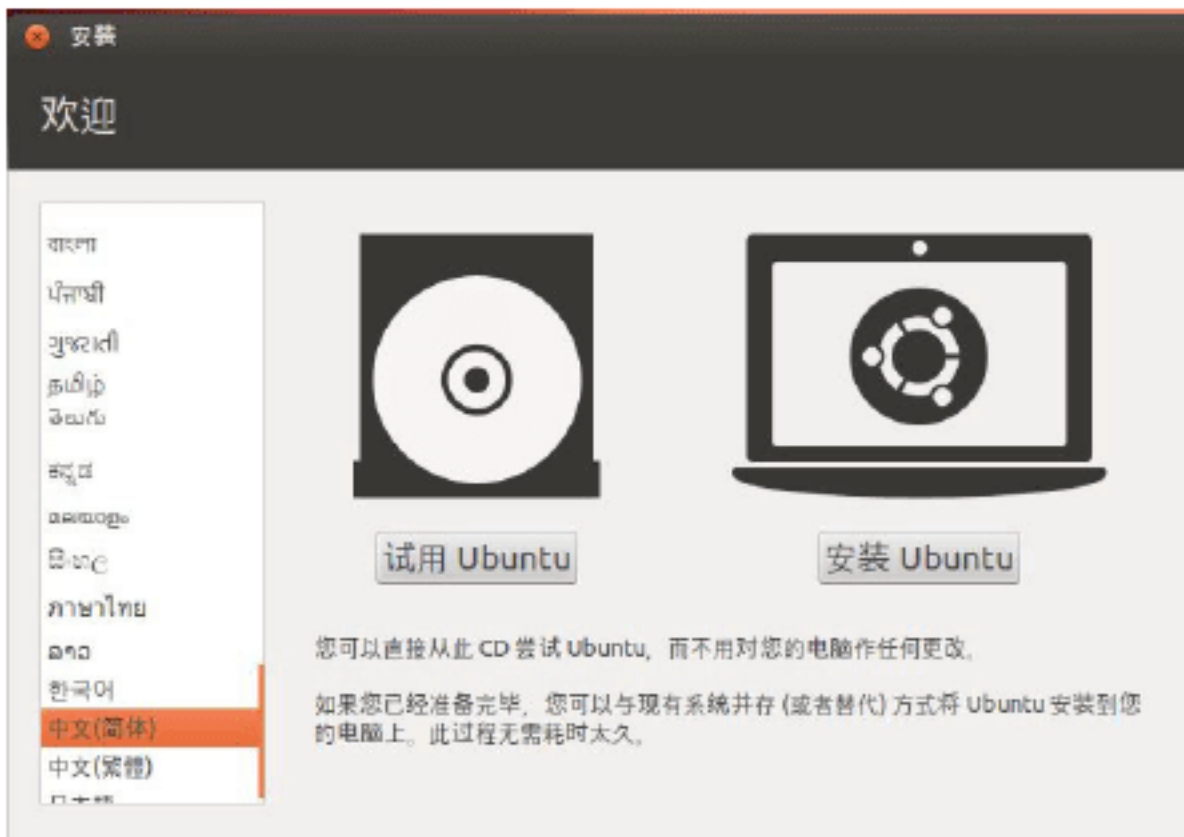 安装
欢迎
বাংলা
ਪੰਜਾਬੀ
ગુજરાતી
தமிழ்
తెలుగు
ಕನ್ನಡ
മലയാളം
සිංහල
ภาษาไทย
ລາວ
한국어
中文(简体)
中文(繁體)
试用 Ubuntu
安装 Ubuntu
您可以直接从此 CD 尝试 Ubuntu，而不用对您的电脑作任何更改。
如果您已经准备完毕，您可以与现有系统并存 (或者替代) 方式将 Ubuntu 安装到您
的电脑上。此过程无需耗时太久。